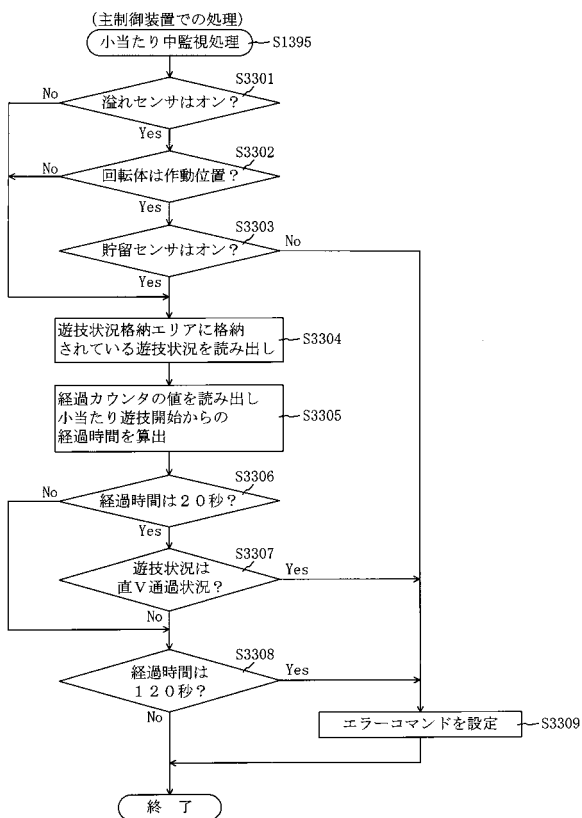 (主制御装置での処理)
小当たり中監視処理
S1395
S3301
溢れセンサはオン?
No
Yes
S3302
回転体は作動位置?
No
Yes
S3303
貯留センサはオン?
No
Yes
遊技状況格納エリアに格納
されている遊技状況を読み出し
S3304
経過カウンタの値を読み出し
小当たり遊技開始からの
経過時間を算出
S3305
S3306
経過時間は20秒?
No
Yes
S3307
遊技状況は
直V通過状況?
Yes
No
S3308
経過時間は
120秒?
Yes
No
エラーコマンドを設定
S3309
終 了